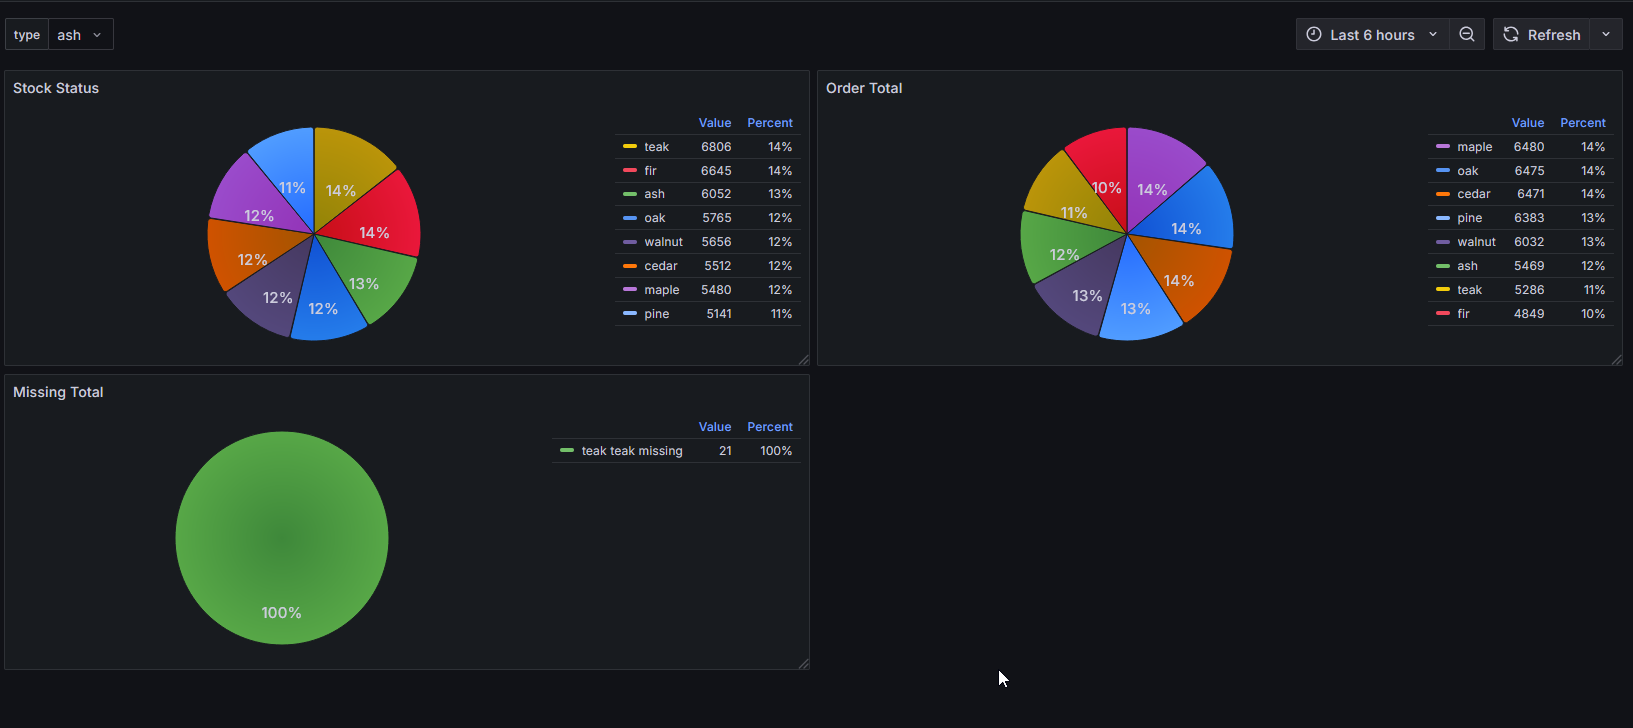 type ash Last 6 hours Refresh
Stock Status
Value Percent
teak 6806 14%
fir 6645 14%
ash 6052 13%
oak 5765 12%
walnut 5656 12%
cedar 5512 12%
maple 5480 12%
pine 5141 11%
11%
14%
12%
14%
12%
13%
12%
12%
Order Total
Value Percent
maple 6480 14%
oak 6475 14%
cedar 6471 14%
pine 6383 13%
walnut 6032 13%
ash 5469 12%
teak 5286 11%
fir 4849 10%
10%
14%
11%
14%
12%
14%
13%
13%
Missing Total
Value Percent
teak teak missing 21 100%
100%